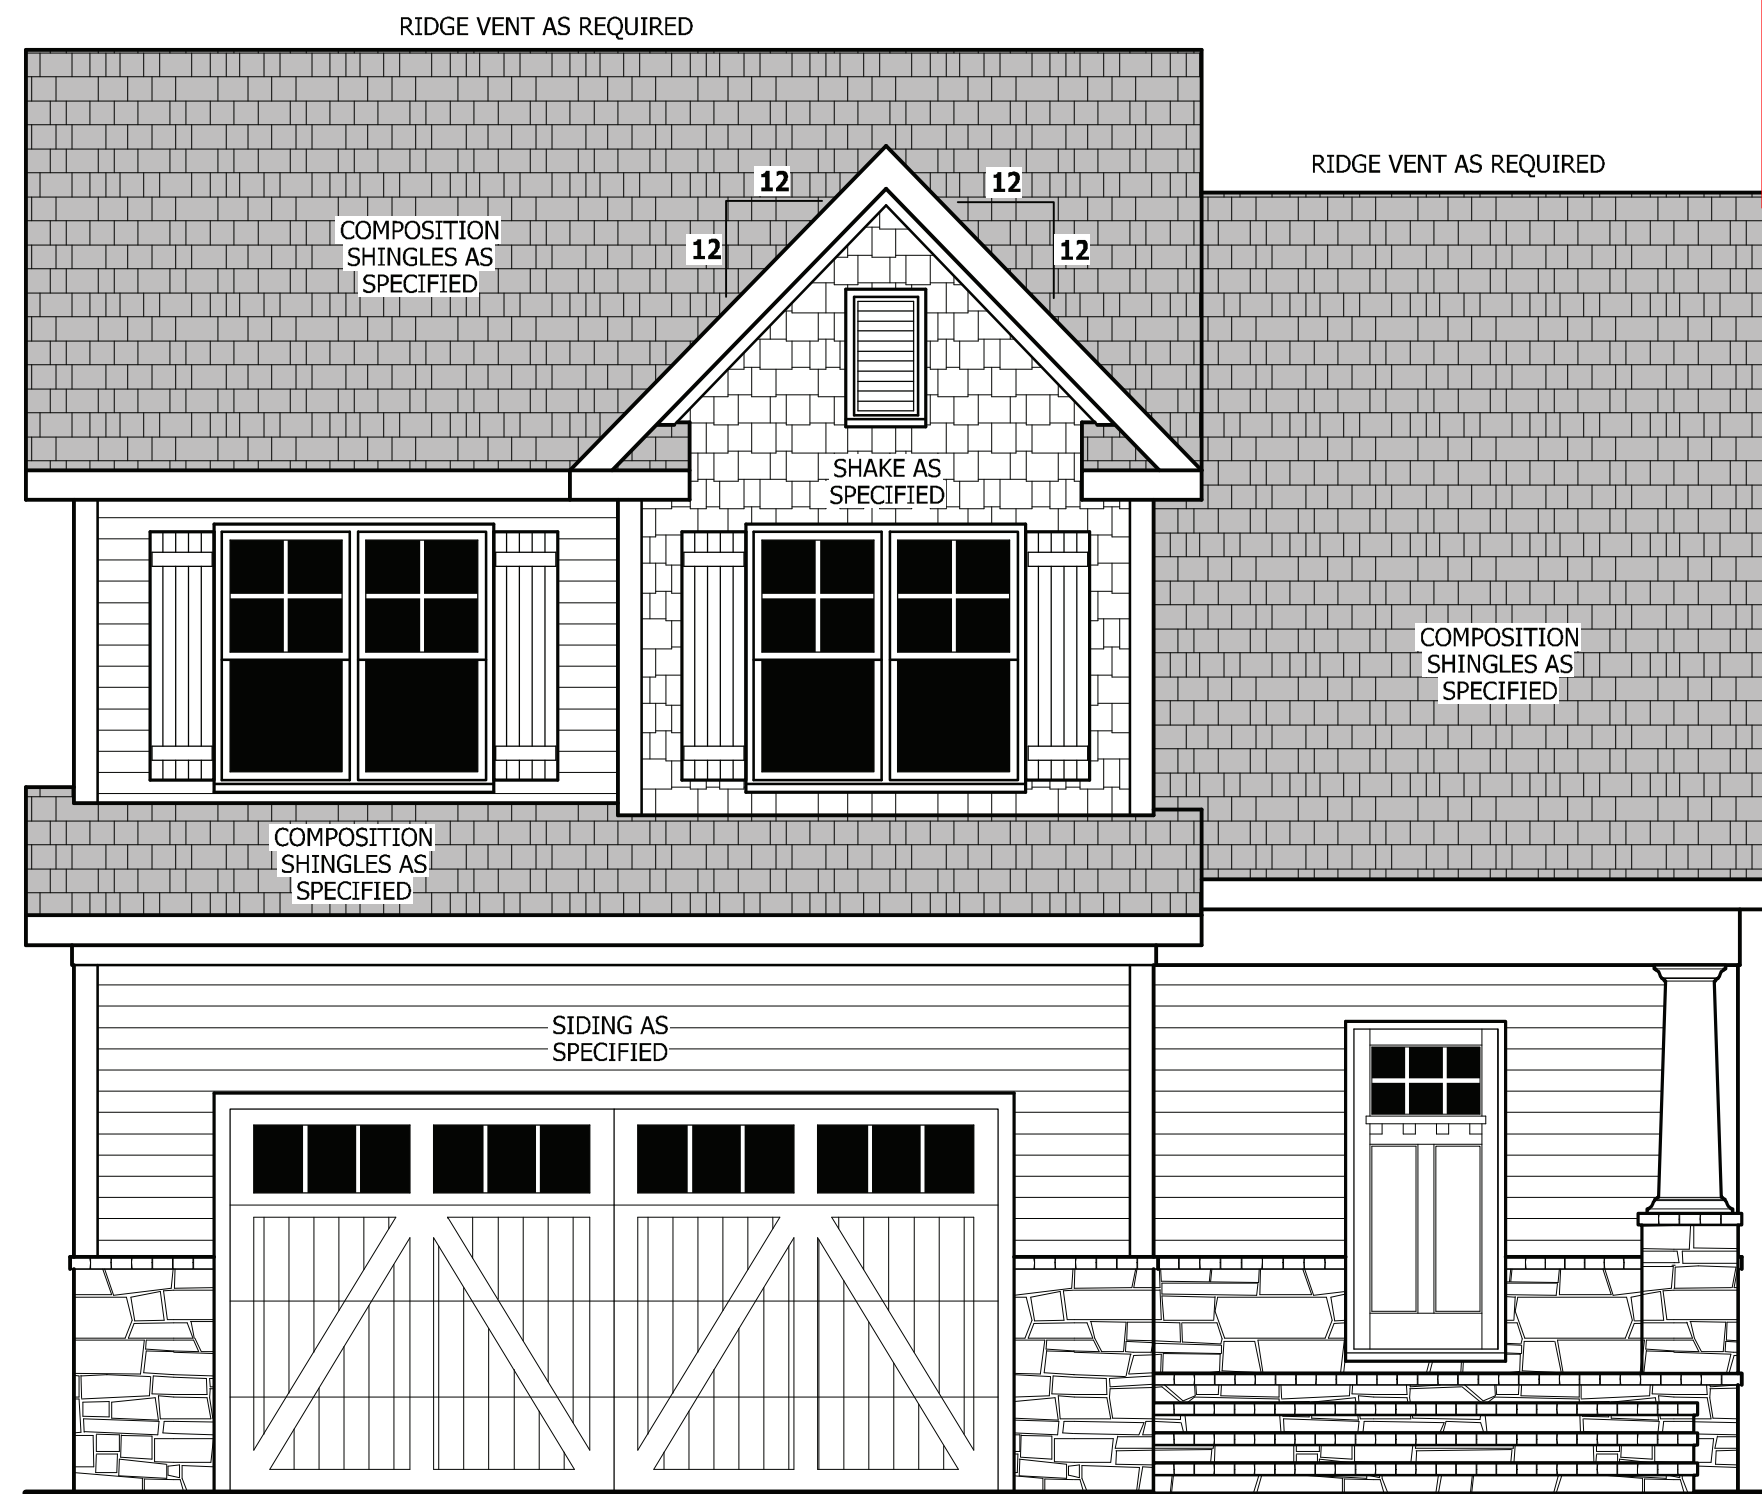 RIDGE VENT AS REQUIRED
RIDGE VENT AS REQUIRED
12
12
12
12
COMPOSITION
SHINGLES AS
SPECIFIED
SHAKE AS
SPECIFIED
COMPOSITION
SHINGLES AS
SPECIFIED
COMPOSITION
SHINGLES AS
SPECIFIED
SIDING AS
SPECIFIED